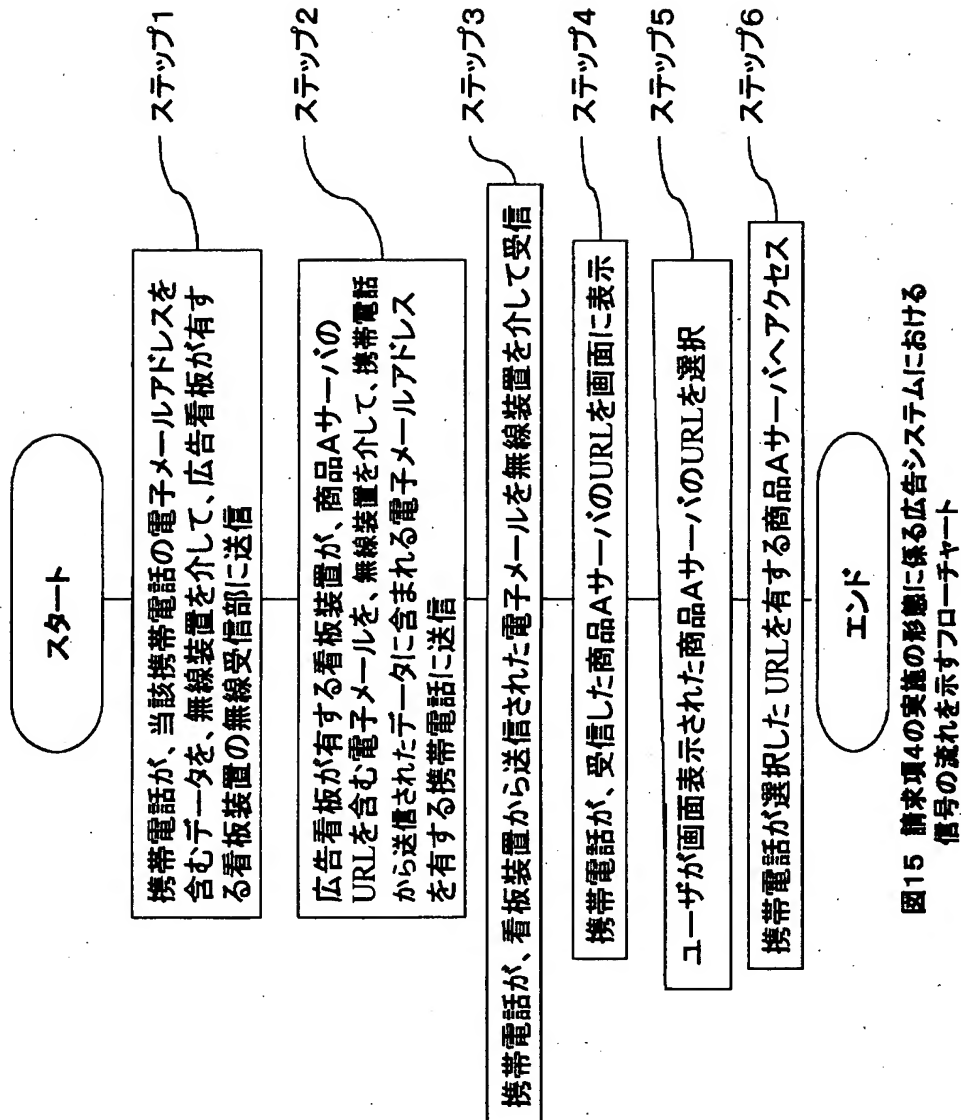 スタート
携帯電話が、当該携帯電話の電子メールアドレスを
含むデータを、無線装置を介して、広告看板が有す
る看板装置の無線受信部に送信
ステップ1
広告看板が有する看板装置が、商品Aサーバの
URLを含む電子メールを、無線装置を介して、携帯電話
から送信されたデータに含まれる電子メールアドレス
を有する携帯電話に送信
ステップ2
携帯電話が、看板装置から送信された電子メールを無線装置を介して受信
ステップ3
携帯電話が、受信した商品AサーバのURLを画面に表示
ステップ4
ユーザが画面表示された商品AサーバのURLを選択
ステップ5
携帯電話が選択した URLを有する商品Aサーバへアクセス
ステップ6
エンド
図15 請求項4の実施の形態に係る広告システムにおける
信号の流れを示すフローチャート